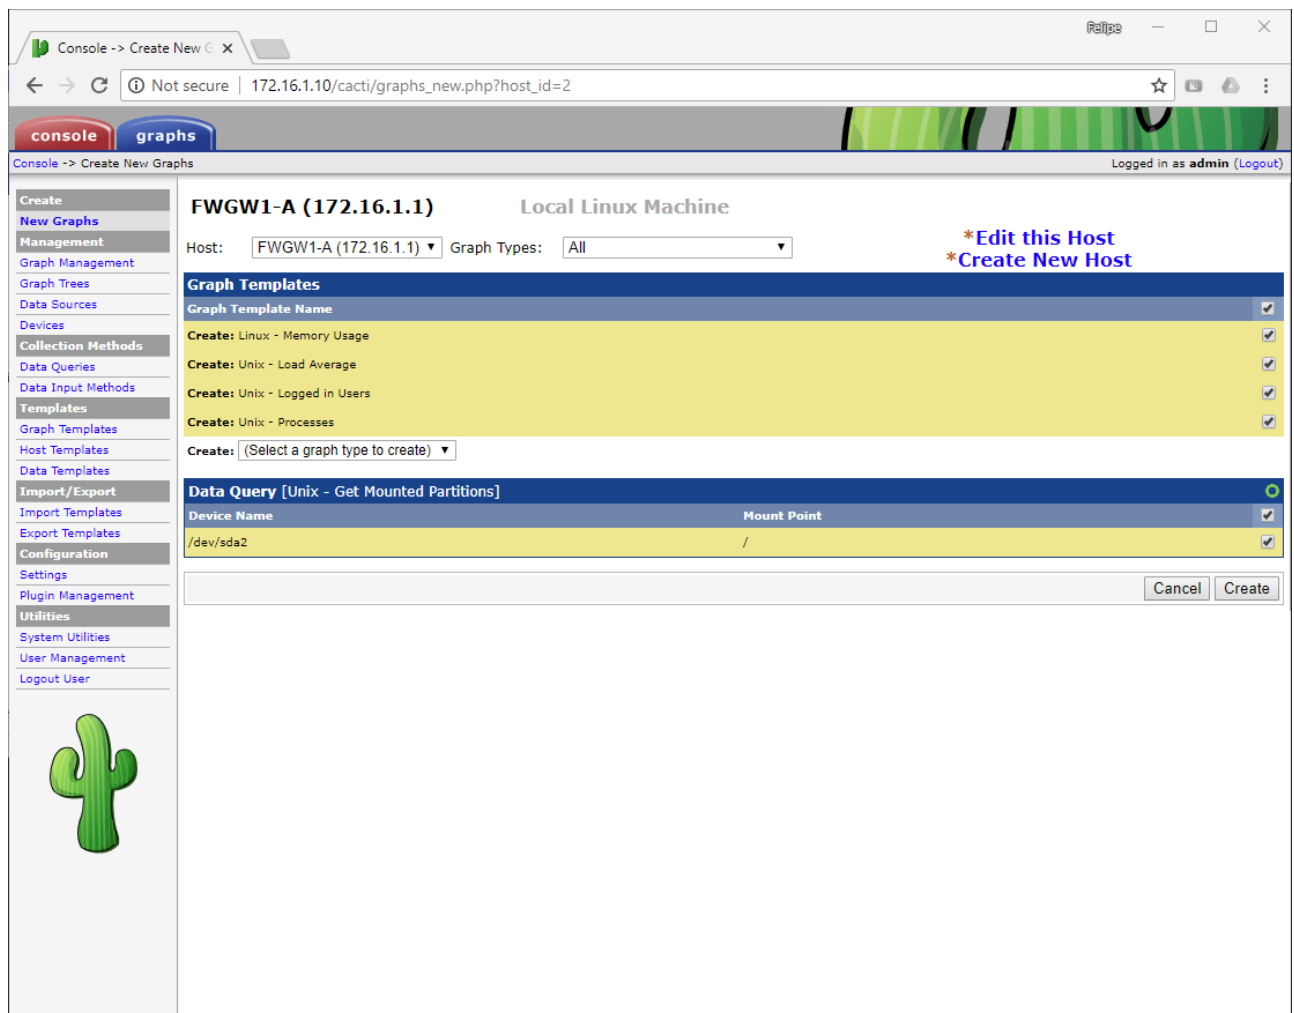 Felipe
Console -> Create New G
Not secure | 172.16.1.10/cacti/graphs_new.php?host_id=2
console graphs
Console -> Create New Graphs Logged in as admin (Logout)
Create
New Graphs
Management
Graph Management
Graph Trees
Data Sources
Devices
Collection Methods
Data Queries
Data Input Methods
Templates
Graph Templates
Host Templates
Data Templates
Import/Export
Import Templates
Export Templates
Configuration
Settings
Plugin Management
Utilities
System Utilities
User Management
Logout User
FWGW1-A (172.16.1.1) Local Linux Machine
Host: FWGW1-A (172.16.1.1) Graph Types: All
*Edit this Host
*Create New Host
Graph Templates
Graph Template Name
Create: Linux - Memory Usage
Create: Unix - Load Average
Create: Unix - Logged in Users
Create: Unix - Processes
Create: (Select a graph type to create)
Data Query [Unix - Get Mounted Partitions]
Device Name Mount Point
/dev/sda2 /
Cancel Create